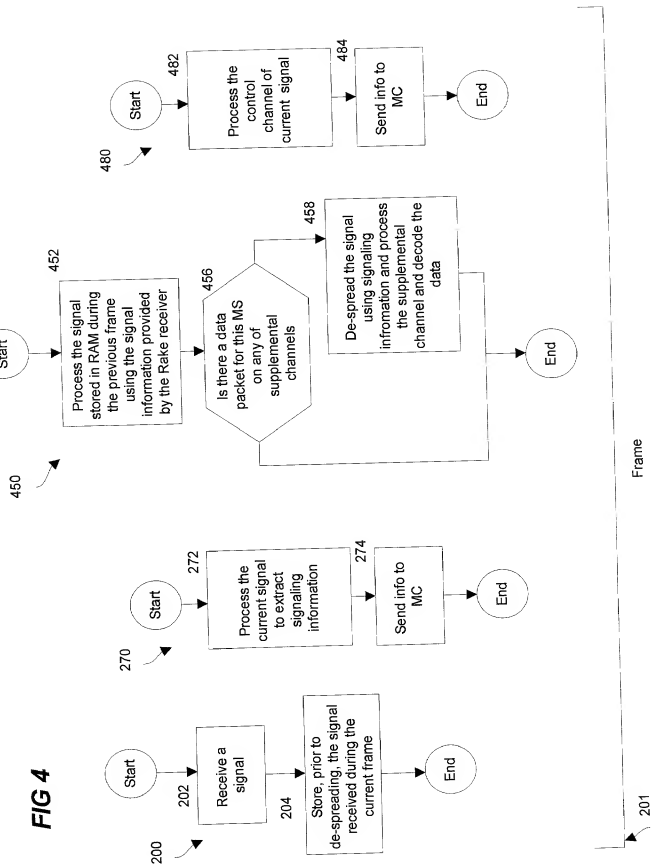 FIG 4
200
Start
202
Receive a
signal
204
Store, prior to
de-spreading, the signal
received during the
current frame
End
270
Start
272
Process the
current signal
to extract
signaling
information
274
Send info to
MC
End
450
Start
452
Process the signal
stored in RAM during
the previous frame
using the signal
information provided
by the Rake receiver
456
Is there a data
packet for this MS
on any of
supplemental
channels
458
De-spread the signal
using signaling
infromation and process
the supplemental
channel and decode the
data
End
480
Start
482
Process the
control
channel of
current signal
484
Send info to
MC
End
Frame
201